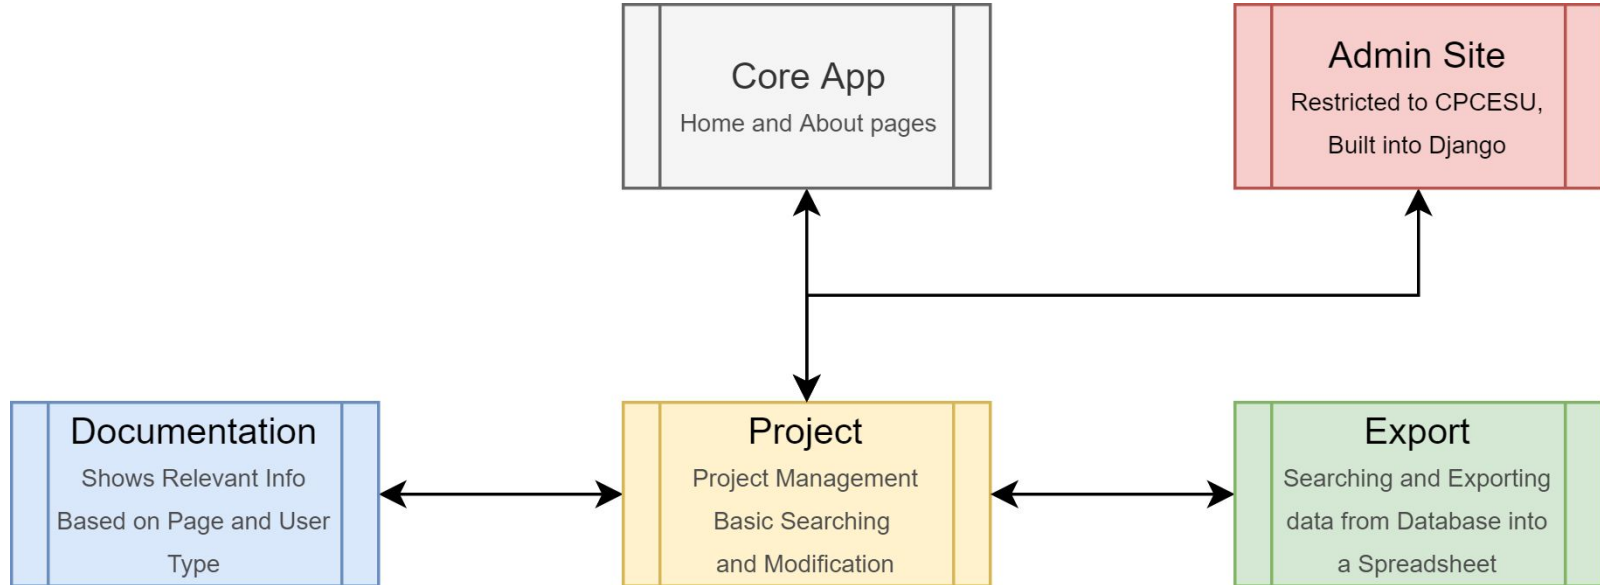 Core App
Home and About pages
Admin Site
Restricted to CPCESU,
Built into Django
Documentation
Shows Relevant Info
Based on Page and User
Type
Project
Project Management
Basic Searching
and Modification
Export
Searching and Exporting
data from Database into
a Spreadsheet